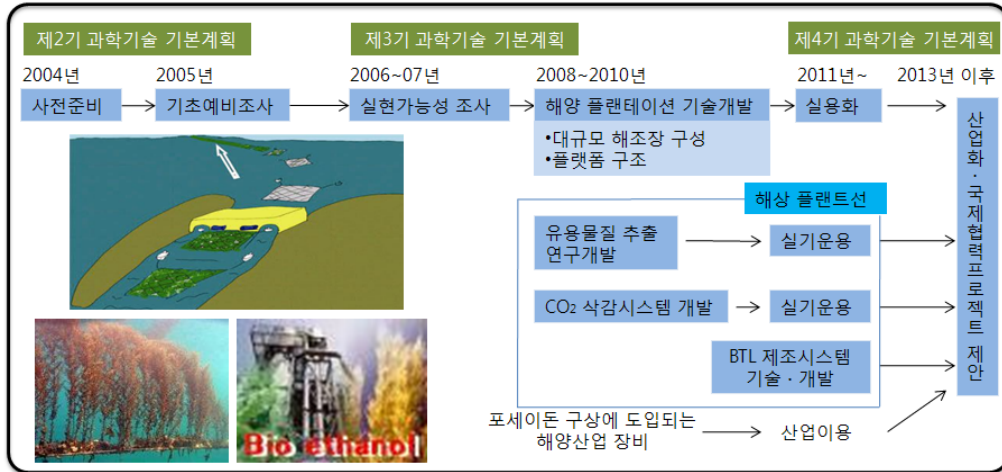 제2기 과학기술 기본계획
제3기 과학기술 기본계획
제4기 과학기술 기본계획
2004년
2005년
2006~07년
2008~2010년
2011년~
2013년 이후
사전준비
기초예비조사
실현가능성 조사
해양 플랜테이션 기술개발
실용화
•대규모 해조장 구성
•플랫폼 구조
산업화·국제협력프로젝트 제안
해상 플랜트선
유용물질 추출
연구개발
실기운용
CO₂ 삭감시스템 개발
실기운용
BTL 제조시스템
기술·개발
포세이돈 구상에 도입되는
해양산업 장비
산업이용
Bio ethanol